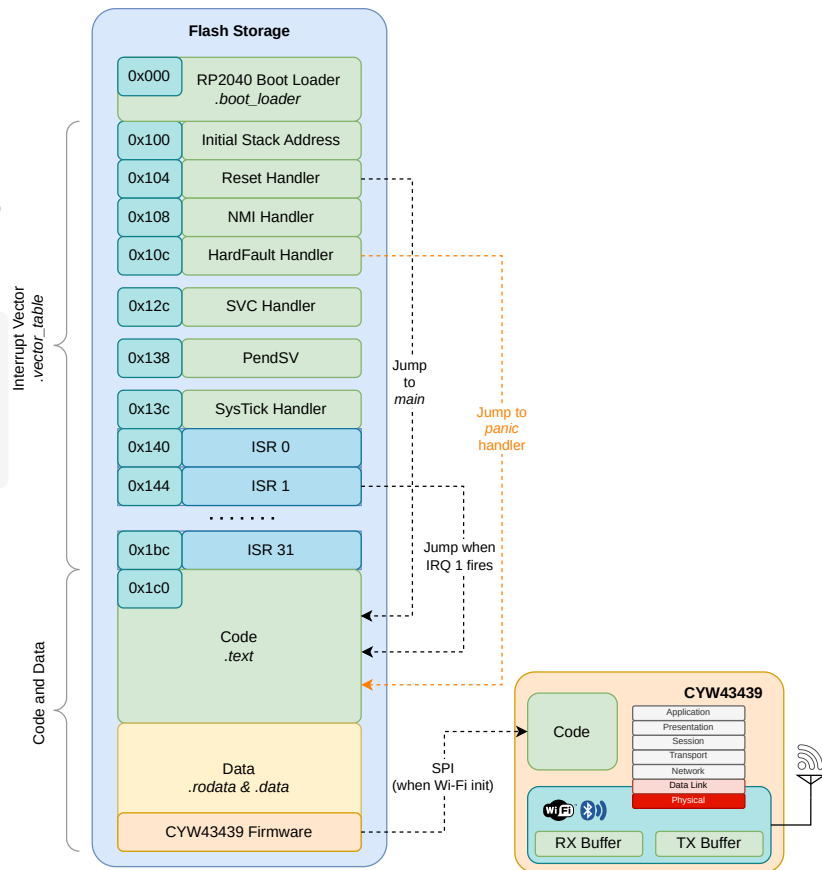 Flash Storage
0x000
RP2040 Boot Loader
.boot_loader
0x100
Initial Stack Address
0x104
Reset Handler
0x108
NMI Handler
0x10c
HardFault Handler
0x12c
SVC Handler
0x138
PendSV
0x13c
SysTick Handler
0x140
ISR 0
0x144
ISR 1
.......
0x1bc
ISR 31
0x1c0
Code
.text
Data
.rodata & .data
CYW43439 Firmware
Interrupt Vector
.vector_table
Code and Data
Jump
to
main
Jump to
panic
handler
Jump when
IRQ 1 fires
SPI
(when Wi-Fi init)
CYW43439
Code
Application
Presentation
Session
Transport
Network
Data Link
Physical
WiFi
RX Buffer
TX Buffer